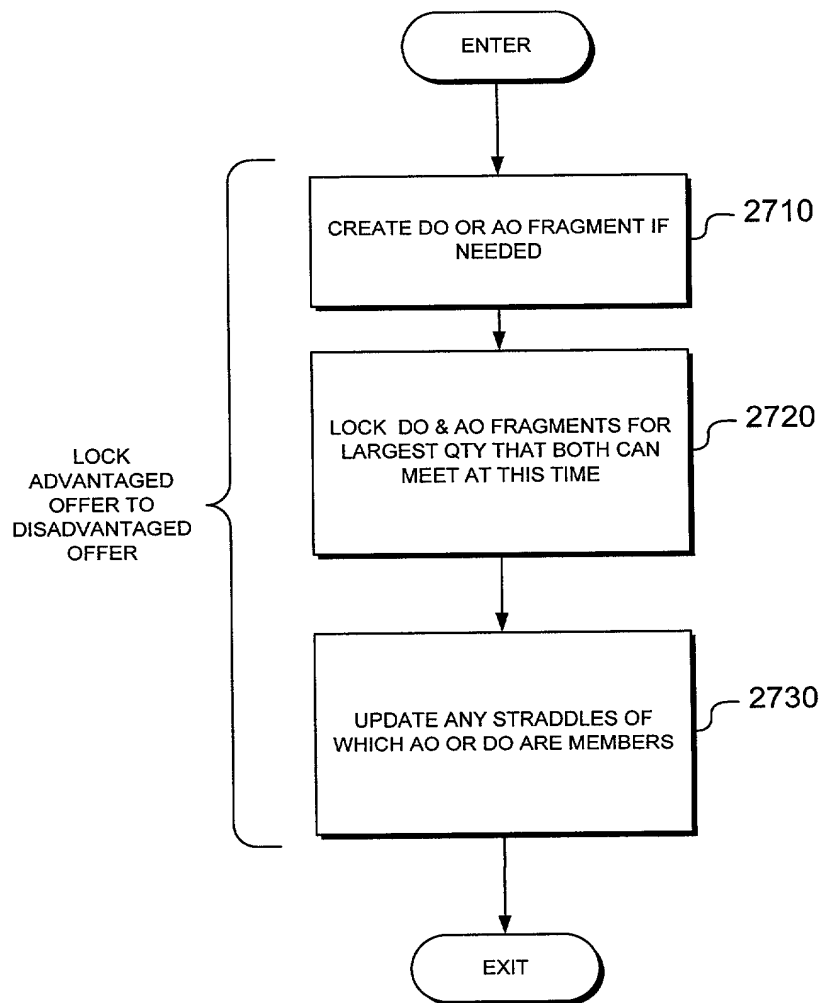 ENTER
CREATE DO OR AO FRAGMENT IF
NEEDED
2710
LOCK DO & AO FRAGMENTS FOR
LARGEST QTY THAT BOTH CAN
MEET AT THIS TIME
2720
LOCK
ADVANTAGED
OFFER TO
DISADVANTAGED
OFFER
UPDATE ANY STRADDLES OF
WHICH AO OR DO ARE MEMBERS
2730
EXIT